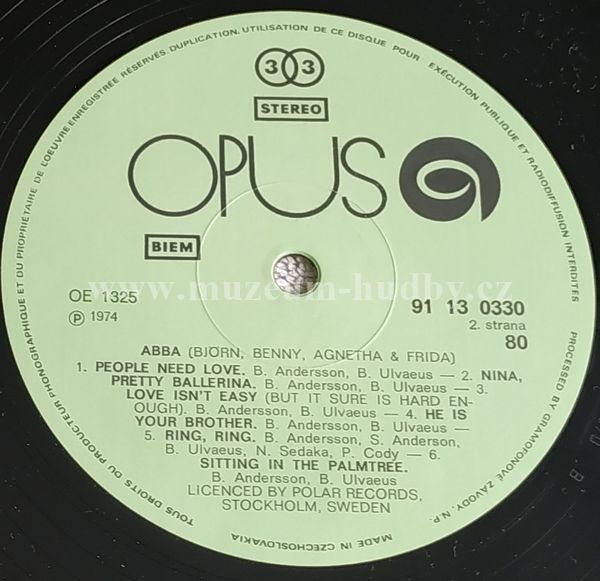 TOUS DROITS DU PRODUCTEUR PHONOGRAPHIQUE ET DU PROPRIÉTAIRE DE L'OEUVRE ENREGISTRÉE RÉSERVÉS. DUPLICATION, UTILISATION DE CE DISQUE POUR EXÉCUTION PUBLIQUE ET RADIODIFFUSION INTERDITES
33
STEREO
OPUS
BIEM
www.muzeum-hudby.cz
OE 1325
℗ 1974
91 13 0330
2. strana
80
ABBA (BJÖRN, BENNY, AGNETHA & FRIDA)
1. PEOPLE NEED LOVE. B. Andersson, B. Ulvaeus — 2. NINA,
PRETTY BALLERINA. B. Andersson, B. Ulvaeus — 3.
LOVE ISN'T EASY (BUT IT SURE IS HARD EN-
OUGH). B. Andersson, B. Ulvaeus — 4. HE IS
YOUR BROTHER. B. Andersson, B. Ulvaeus —
5. RING, RING. B. Andersson, S. Anderson,
B. Ulvaeus, N. Sedaka, P. Cody — 6.
SITTING IN THE PALMTREE.
B. Andersson, B. Ulvaeus
LICENCED BY POLAR RECORDS,
STOCKHOLM, SWEDEN
PROCESSED BY GRAMOFONOVÉ ZÁVODY, N. P.
MADE IN CZECHOSLOVAKIA